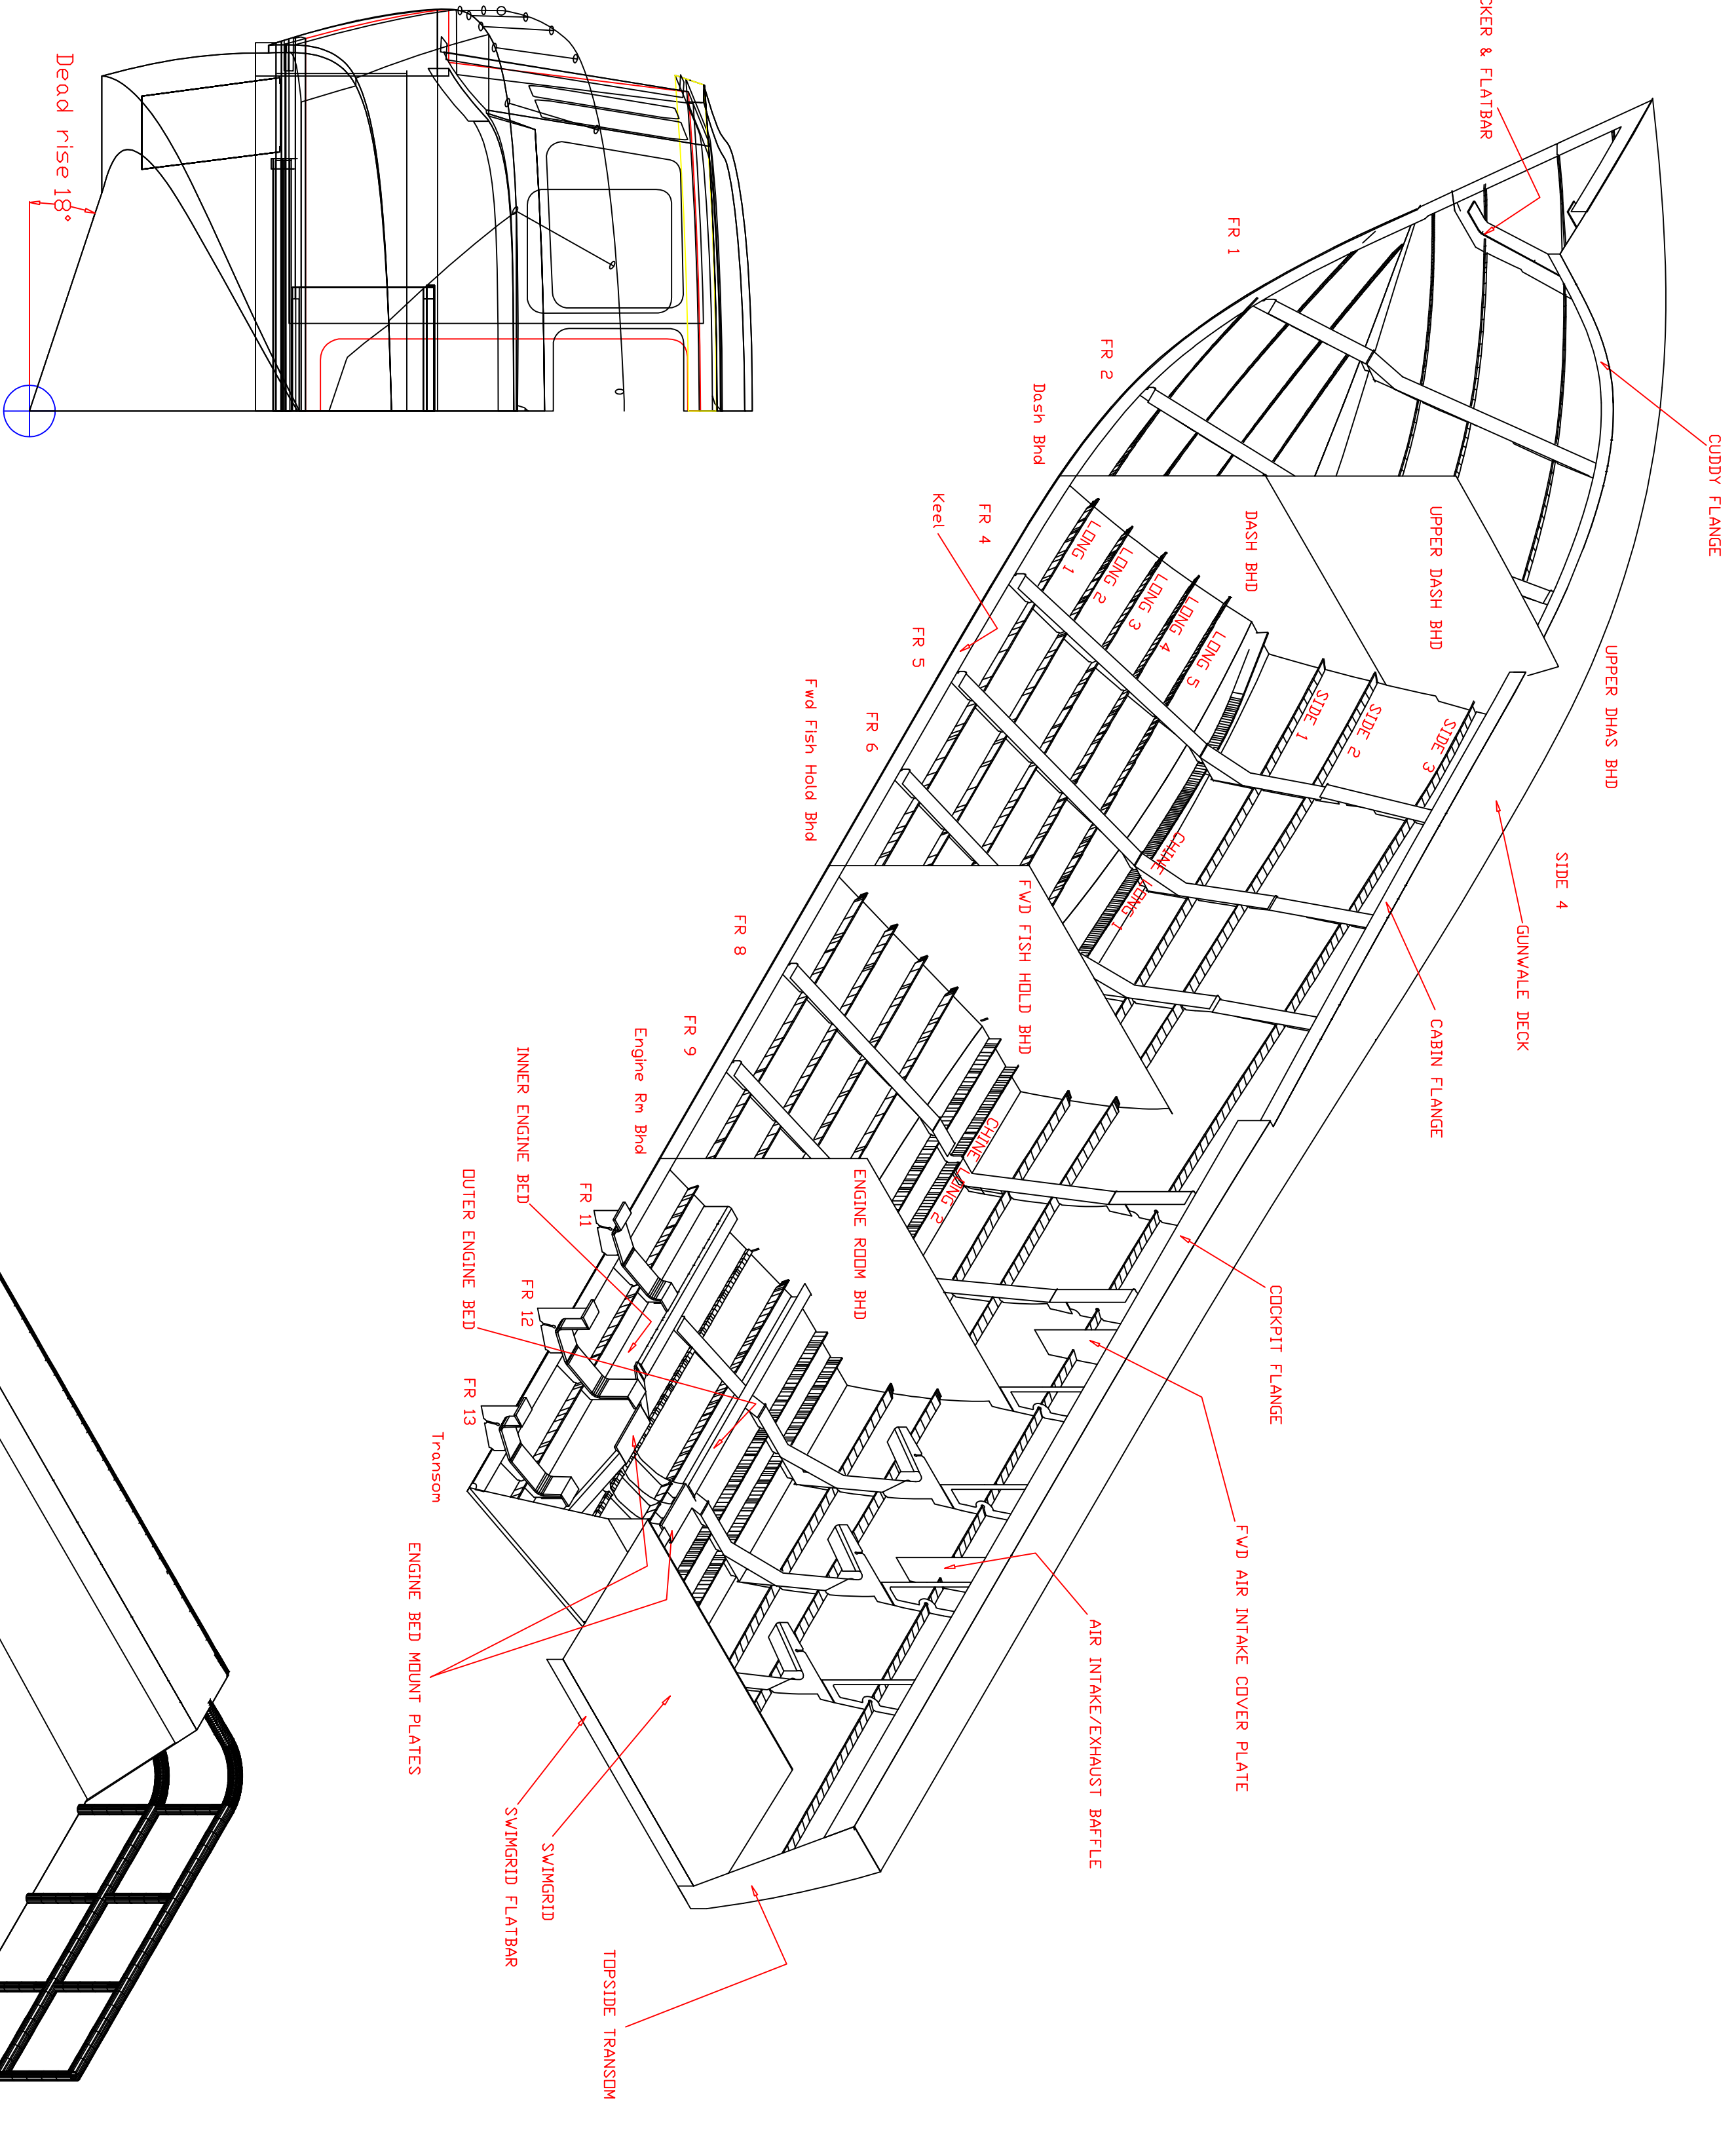 CKER & FLATBAR
CUDDY FLANGE
FR 1
FR 2
Dash Bhd
UPPER DASH BHD
DASH BHD
UPPER DHAS BHD
FR 4
Keel
LONG 1
LONG 2
LONG 3
LONG 4
LONG 5
SIDE 1
SIDE 2
SIDE 3
SIDE 4
FR 5
FR 6
Fwd Fish Hold Bhd
CHINE LONG 1
GUNWALE DECK
CABIN FLANGE
FWD FISH HOLD BHD
FR 8
FR 9
Engine Rm Bhd
CHINE LONG 2
INNER ENGINE BED
OUTER ENGINE BED
ENGINE ROOM BHD
COCKPIT FLANGE
FR 11
FR 12
FR 13
Transom
FWD AIR INTAKE COVER PLATE
AIR INTAKE/EXHAUST BAFFLE
ENGINE BED MOUNT PLATES
SWIMGRID
SWIMGRID FLATBAR
TOPSIDE TRANSOM
Dead rise 18°